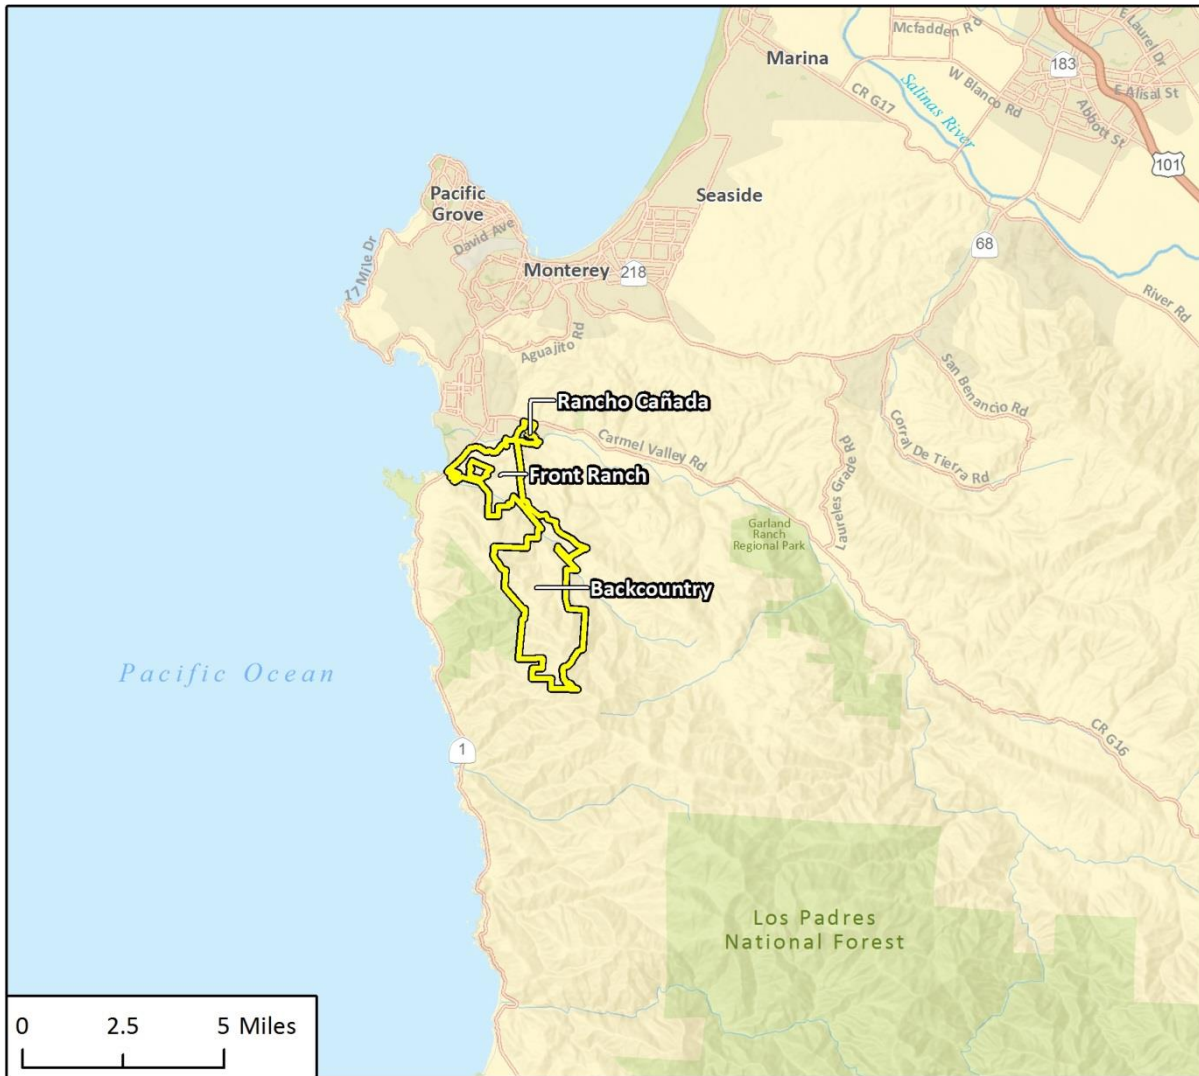 Mcfadden Rd
E Laurel Dr
Marina
183
W Blanco Rd
E Alisal St
CR G17
Salinas
River
Abbott St
101
Pacific
Grove
Seaside
David Ave
68
17 Mile Dr
Monterey
218
River Rd
Aguajito Rd
San Benancio Rd
Rancho Cañada
Corral De Tierra Rd
Carmel Valley Rd
Laureles Grade Rd
Front Ranch
Garland
Ranch
Regional Park
Backcountry
Pacific Ocean
CR G16
1
Los Padres
National Forest
0 2.5 5 Miles